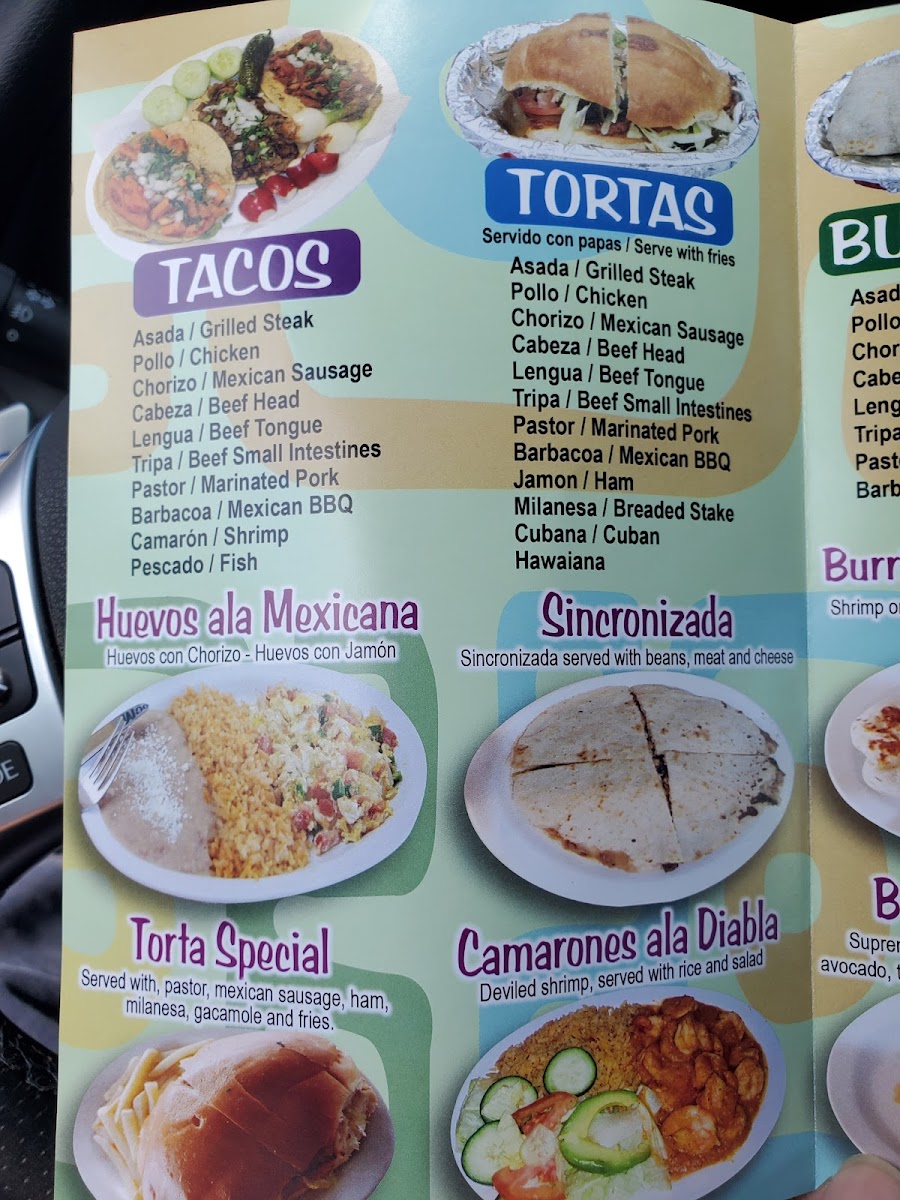 TACOS
Asada / Grilled Steak
Pollo / Chicken
Chorizo / Mexican Sausage
Cabeza / Beef Head
Lengua / Beef Tongue
Tripa / Beef Small Intestines
Pastor / Marinated Pork
Barbacoa / Mexican BBQ
Camarón / Shrimp
Pescado / Fish
Huevos ala Mexicana
Huevos con Chorizo - Huevos con Jamón
Torta Special
Served with, pastor, mexican sausage, ham,
milanesa, gacamole and fries.
TORTAS
Servido con papas / Serve with fries
Asada / Grilled Steak
Pollo / Chicken
Chorizo / Mexican Sausage
Cabeza / Beef Head
Lengua / Beef Tongue
Tripa / Beef Small Intestines
Pastor / Marinated Pork
Barbacoa / Mexican BBQ
Jamon / Ham
Milanesa / Breaded Stake
Cubana / Cuban
Hawaiana
Sincronizada
Sincronizada served with beans, meat and cheese
Camarones ala Diabla
Deviled shrimp, served with rice and salad
BU
Asad
Pollo
Chor
Cabe
Leng
Tripa
Past
Barb
Burr
Shrimp o
B
Supre
avocado,